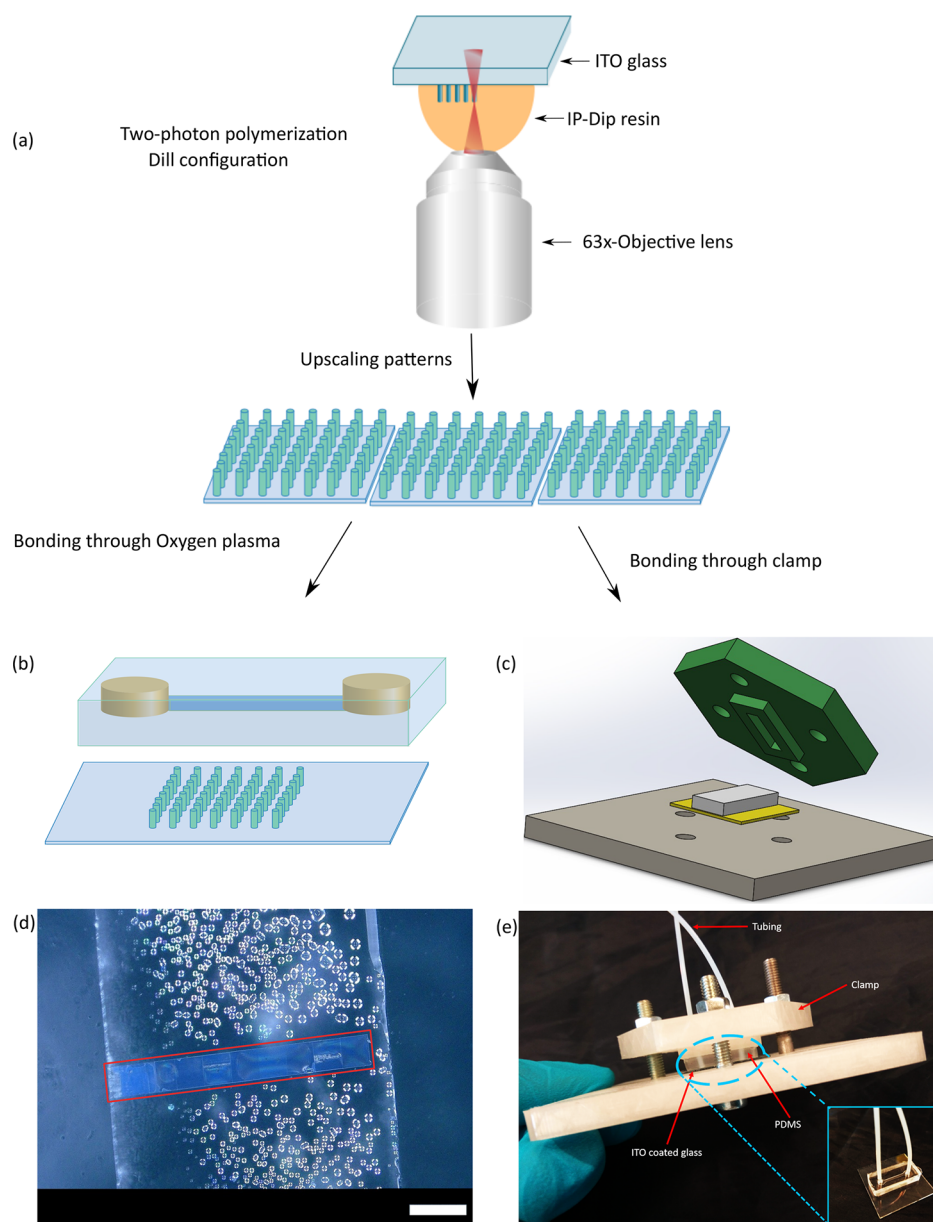 ITO glass
IP-Dip resin
(a)
Two-photon polymerization
Dill configuration
63x-Objective lens
Upscaling patterns
Bonding through Oxygen plasma
Bonding through clamp
(b)
(c)
(d)
(e)
Tubing
Clamp
PDMS
ITO coated glass